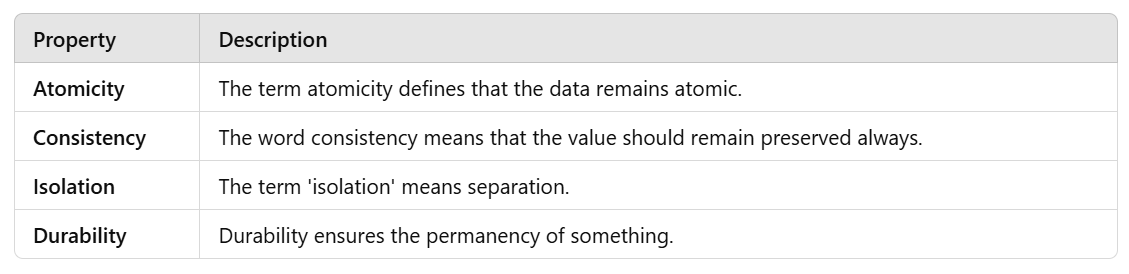 Property Description
Atomicity The term atomicity defines that the data remains atomic.
Consistency The word consistency means that the value should remain preserved always.
Isolation The term 'isolation' means separation.
Durability Durability ensures the permanency of something.